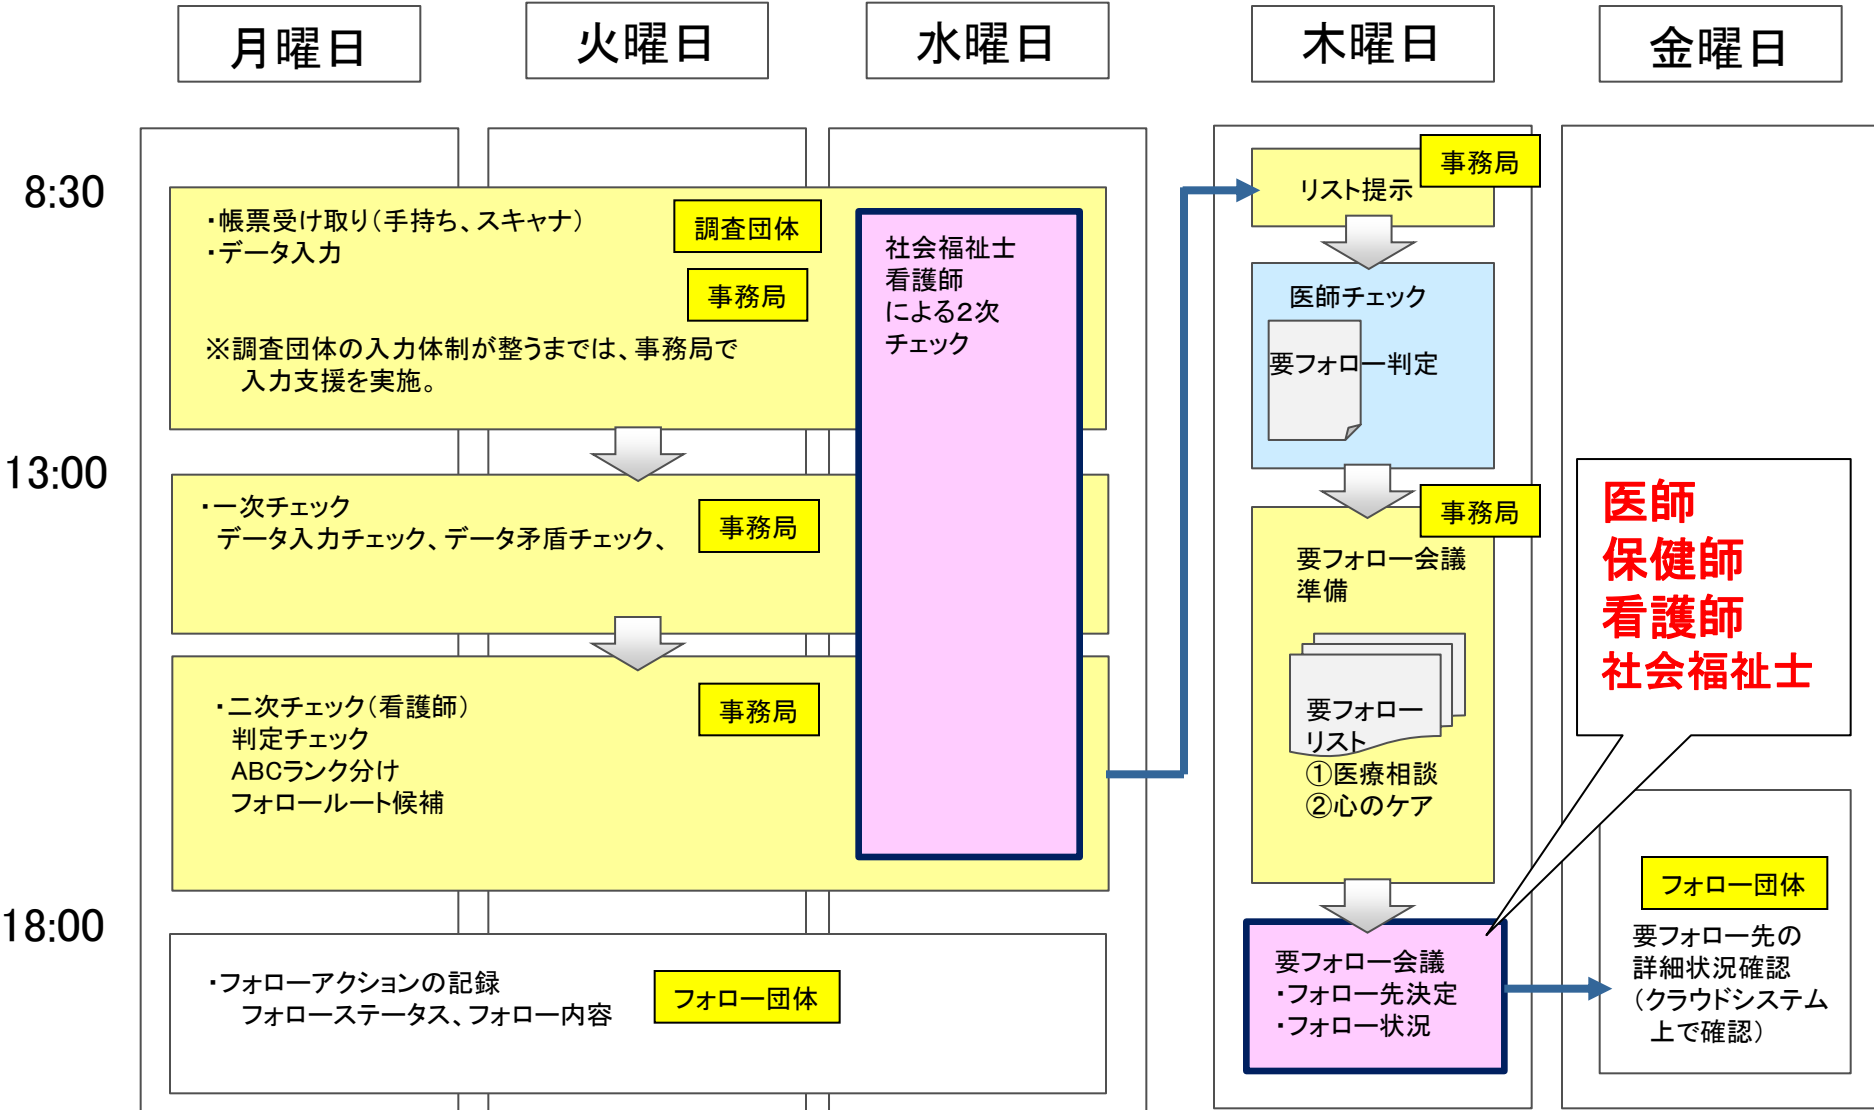 月曜日
火曜日
水曜日
木曜日
金曜日
8:30
13:00
18:00
・帳票受け取り（手持ち、スキャナ）
・データ入力
調査団体
事務局
※調査団体の入力体制が整うまでは、事務局で
入力支援を実施。
・一次チェック
データ入力チェック、データ矛盾チェック、
事務局
・二次チェック（看護師）
判定チェック
ABCランク分け
フォロールート候補
事務局
・フォローアクションの記録
フォローステータス、フォロー内容
フォロー団体
社会福祉士
看護師
による２次
チェック
事務局
リスト提示
医師チェック
要フォロー判定
事務局
要フォロー会議
準備
要フォロー
リスト
①医療相談
②心のケア
要フォロー会議
・フォロー先決定
・フォロー状況
医師
保健師
看護師
社会福祉士
フォロー団体
要フォロー先の
詳細状況確認
（クラウドシステム
上で確認）